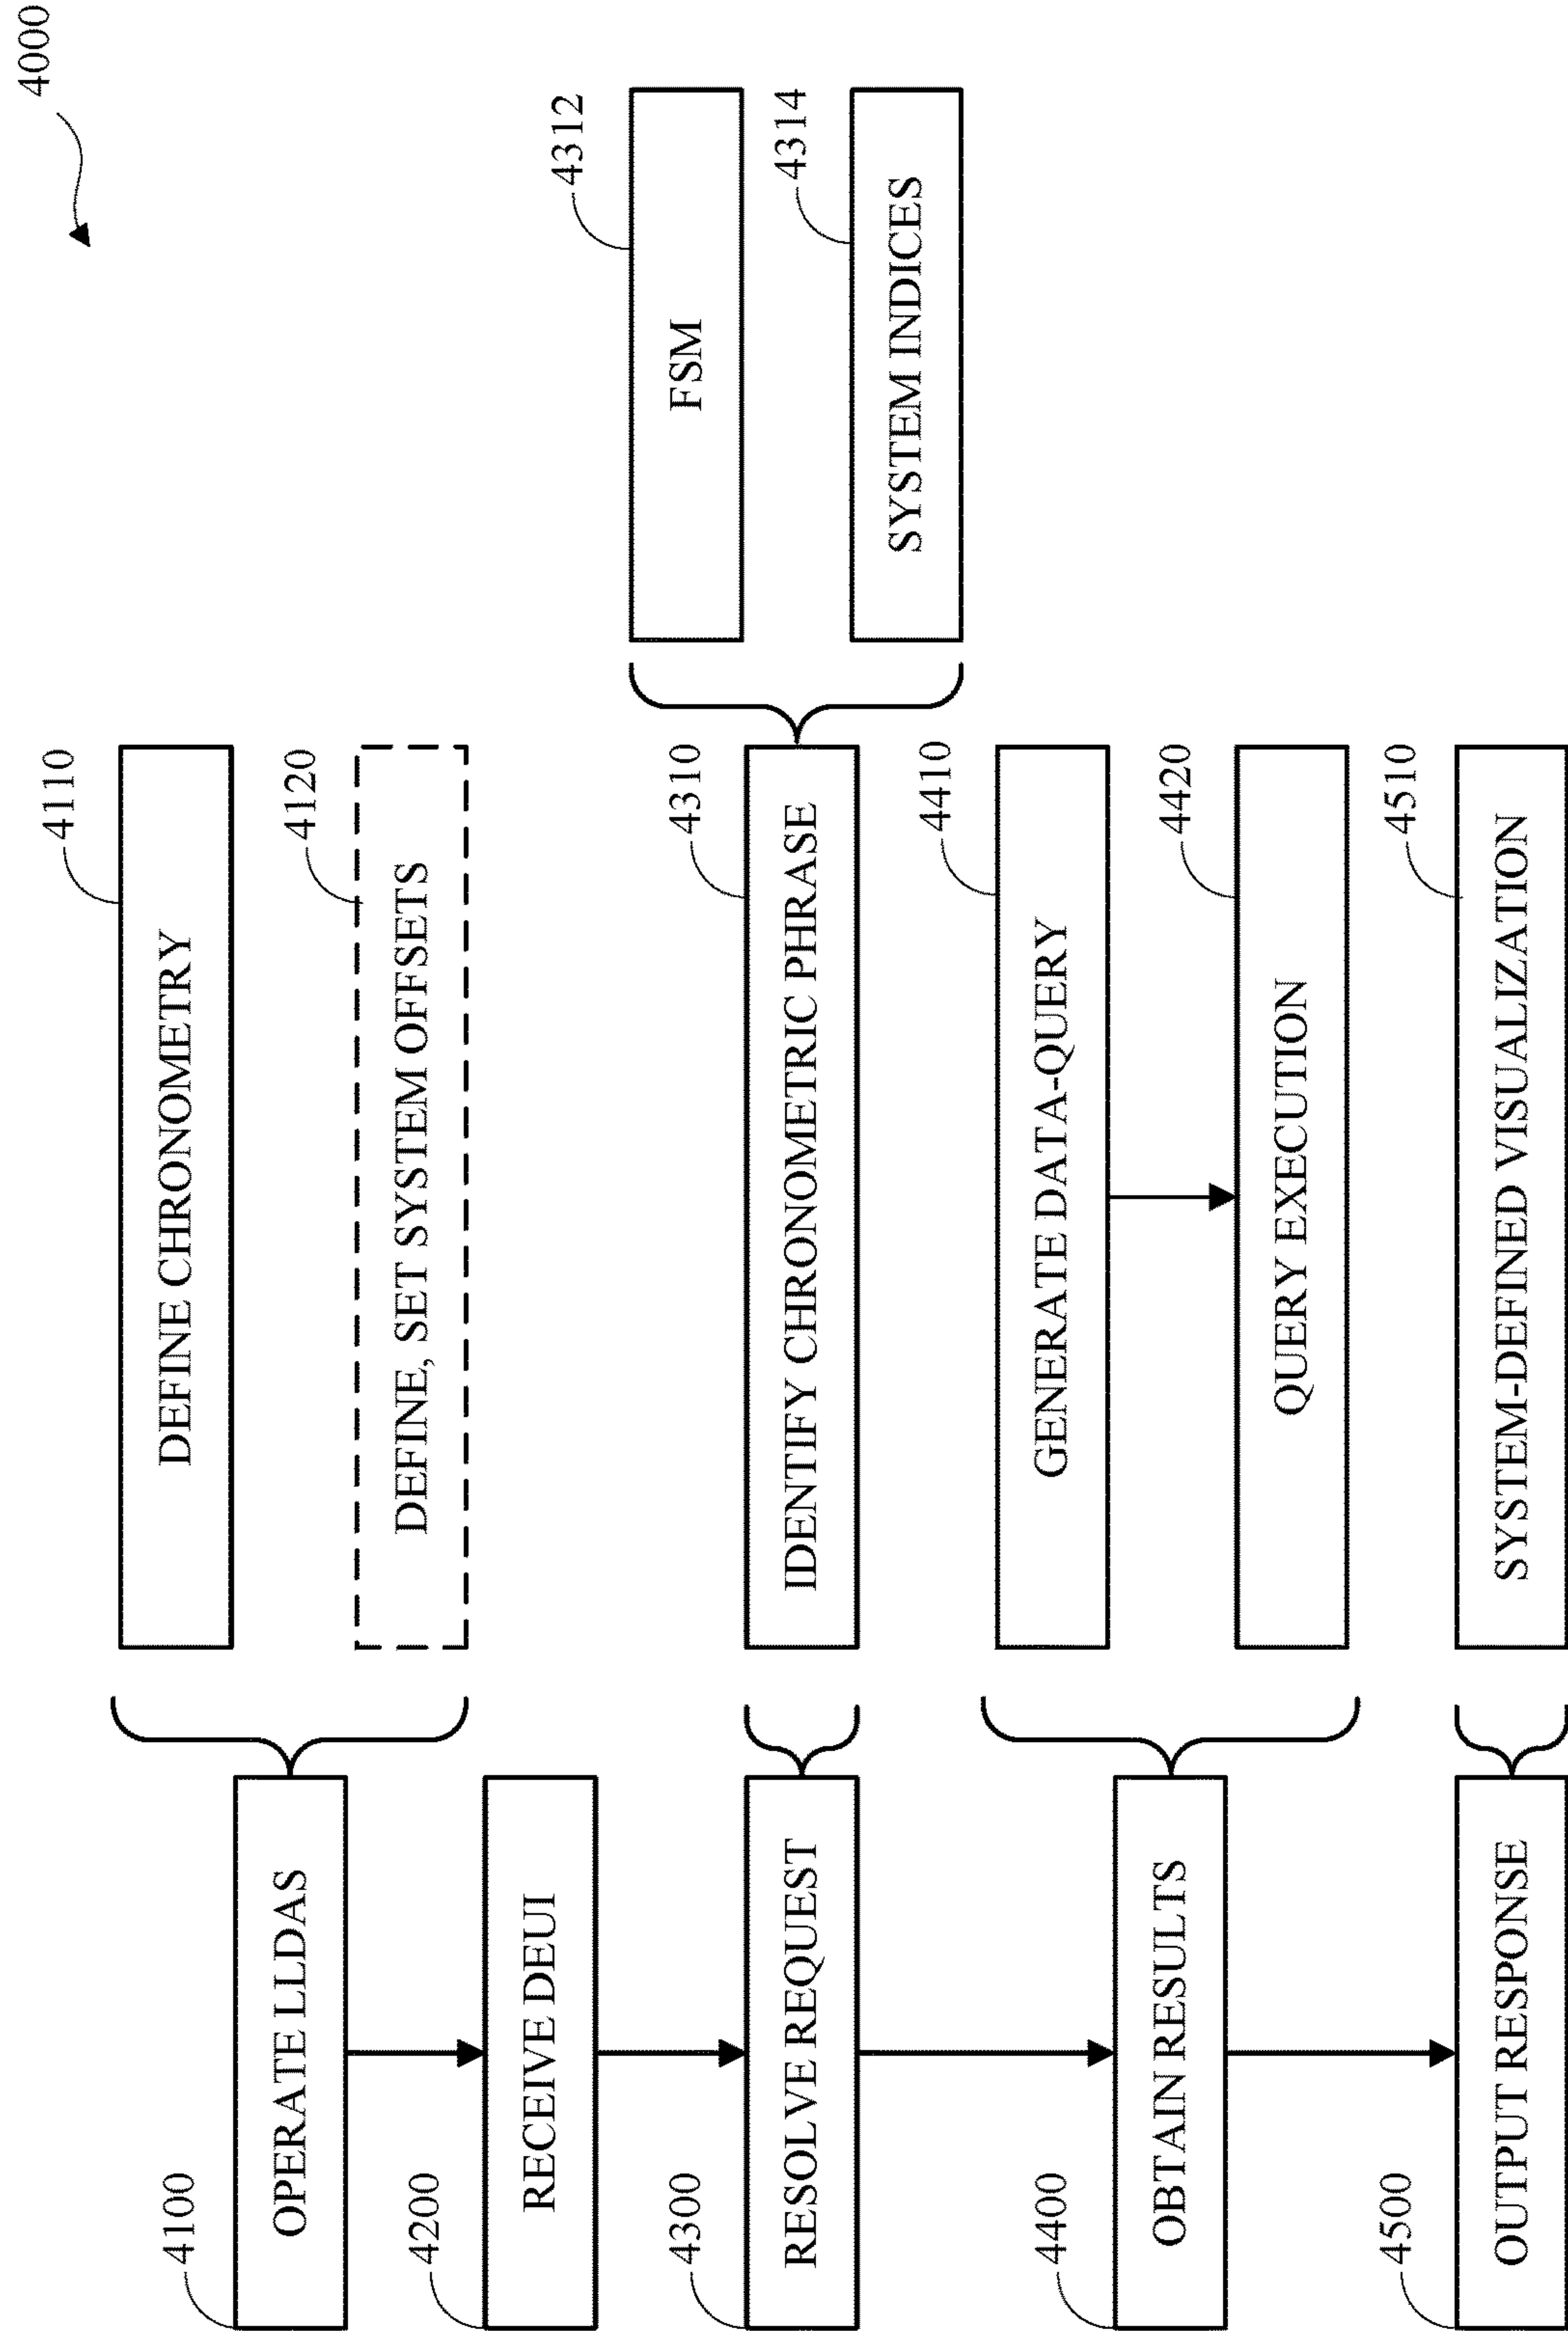 4000
4100
OPERATE LLDAS
4110
DEFINE CHRONOMETRY
4120
DEFINE, SET SYSTEM OFFSETS
4200
RECEIVE DEUI
4300
RESOLVE REQUEST
4310
IDENTIFY CHRONOMETRIC PHRASE
4312
FSM
4314
SYSTEM INDICES
4400
OBTAIN RESULTS
4410
GENERATE DATA-QUERY
4420
QUERY EXECUTION
4500
OUTPUT RESPONSE
4510
SYSTEM-DEFINED VISUALIZATION